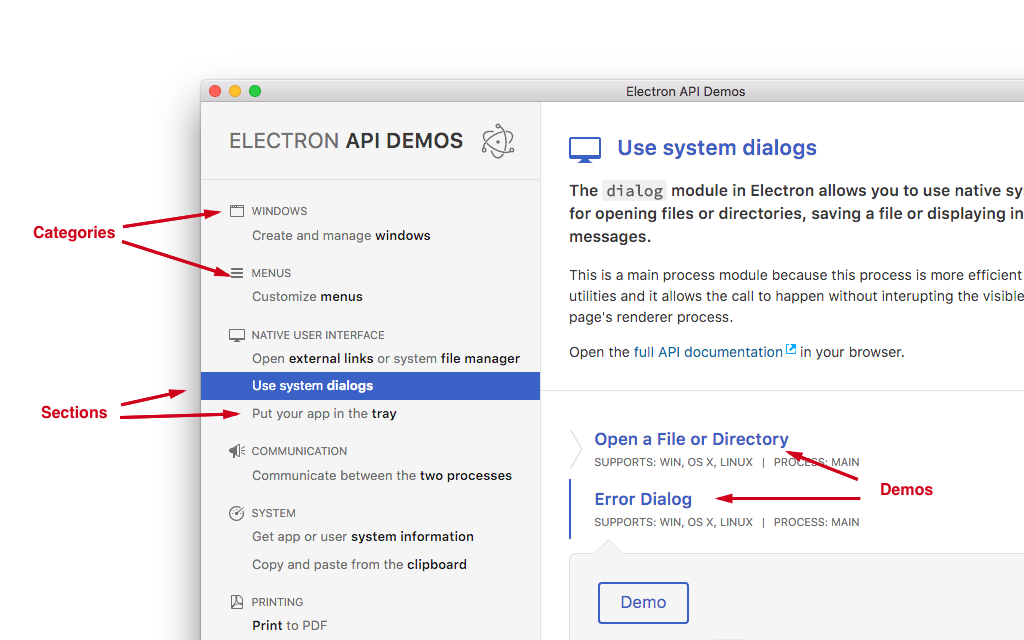 Electron API Demos
ELECTRON API DEMOS
WINDOWS
Create and manage windows
MENUS
Customize menus
NATIVE USER INTERFACE
Open external links or system file manager
Use system dialogs
Put your app in the tray
COMMUNICATION
Communicate between the two processes
SYSTEM
Get app or user system information
Copy and paste from the clipboard
PRINTING
Print to PDF
Categories
Sections
Use system dialogs
The dialog module in Electron allows you to use native sy
for opening files or directories, saving a file or displaying in
messages.
This is a main process module because this process is more efficient
utilities and it allows the call to happen without interupting the visible
page's renderer process.
Open the full API documentation in your browser.
Open a File or Directory
SUPPORTS: WIN, OS X, LINUX | PROCESS: MAIN
Error Dialog
SUPPORTS: WIN, OS X, LINUX | PROCESS: MAIN
Demos
Demo